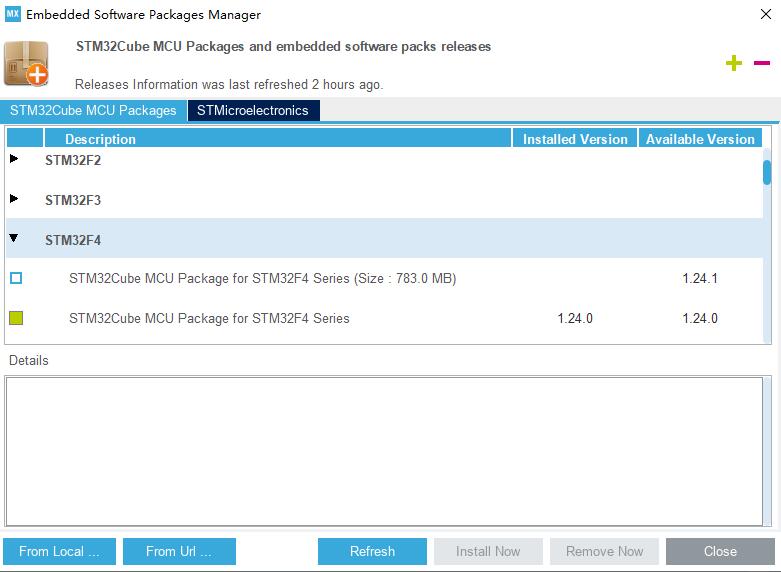 MX Embedded Software Packages Manager
STM32Cube MCU Packages and embedded software packs releases
Releases Information was last refreshed 2 hours ago.
STM32Cube MCU Packages STMicroelectronics
Description Installed Version Available Version
STM32F2
STM32F3
STM32F4
STM32Cube MCU Package for STM32F4 Series (Size : 783.0 MB) 1.24.1
STM32Cube MCU Package for STM32F4 Series 1.24.0 1.24.0
Details
From Local ... From Url ... Refresh Install Now Remove Now Close